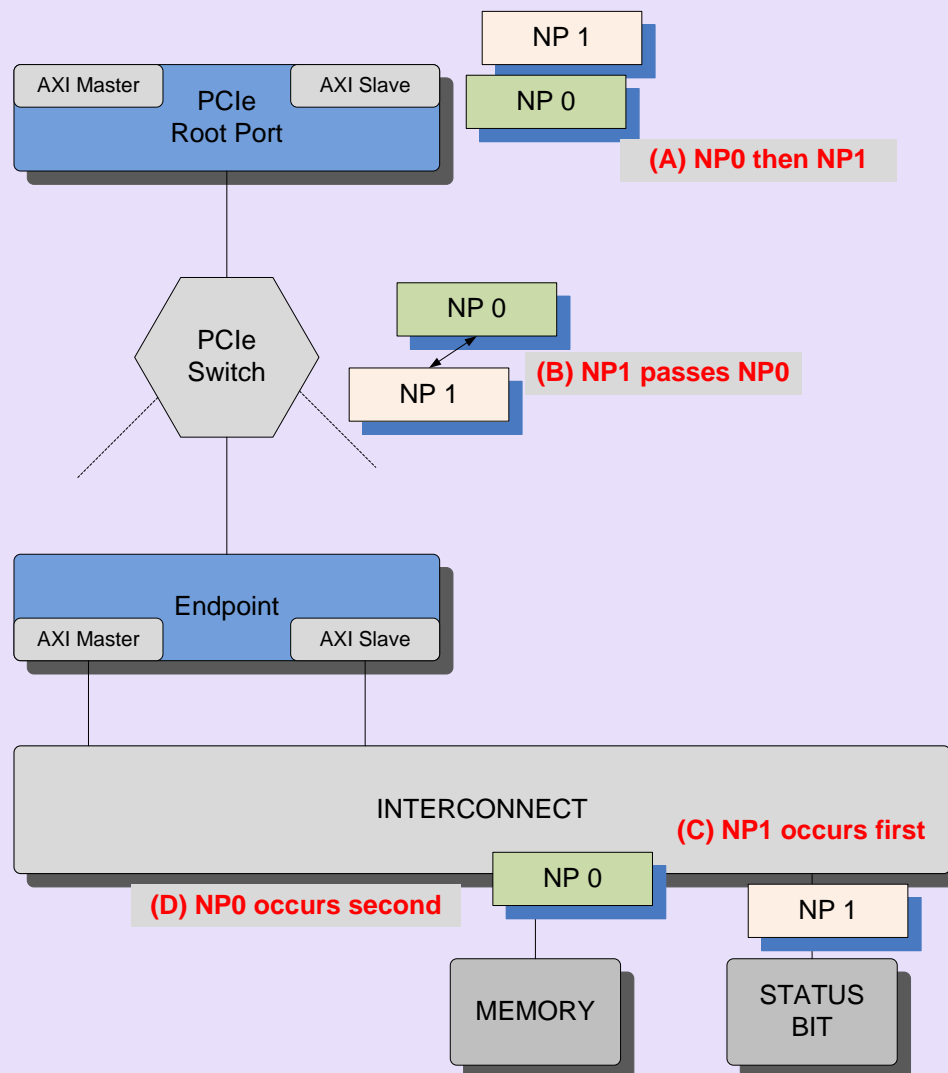 NP 1
AXI Master
AXI Slave
PCIe
Root Port
NP 0
(A) NP0 then NP1
PCIe
Switch
NP 0
(B) NP1 passes NP0
NP 1
Endpoint
AXI Master
AXI Slave
INTERCONNECT
(C) NP1 occurs first
NP 0
(D) NP0 occurs second
NP 1
MEMORY
STATUS
BIT